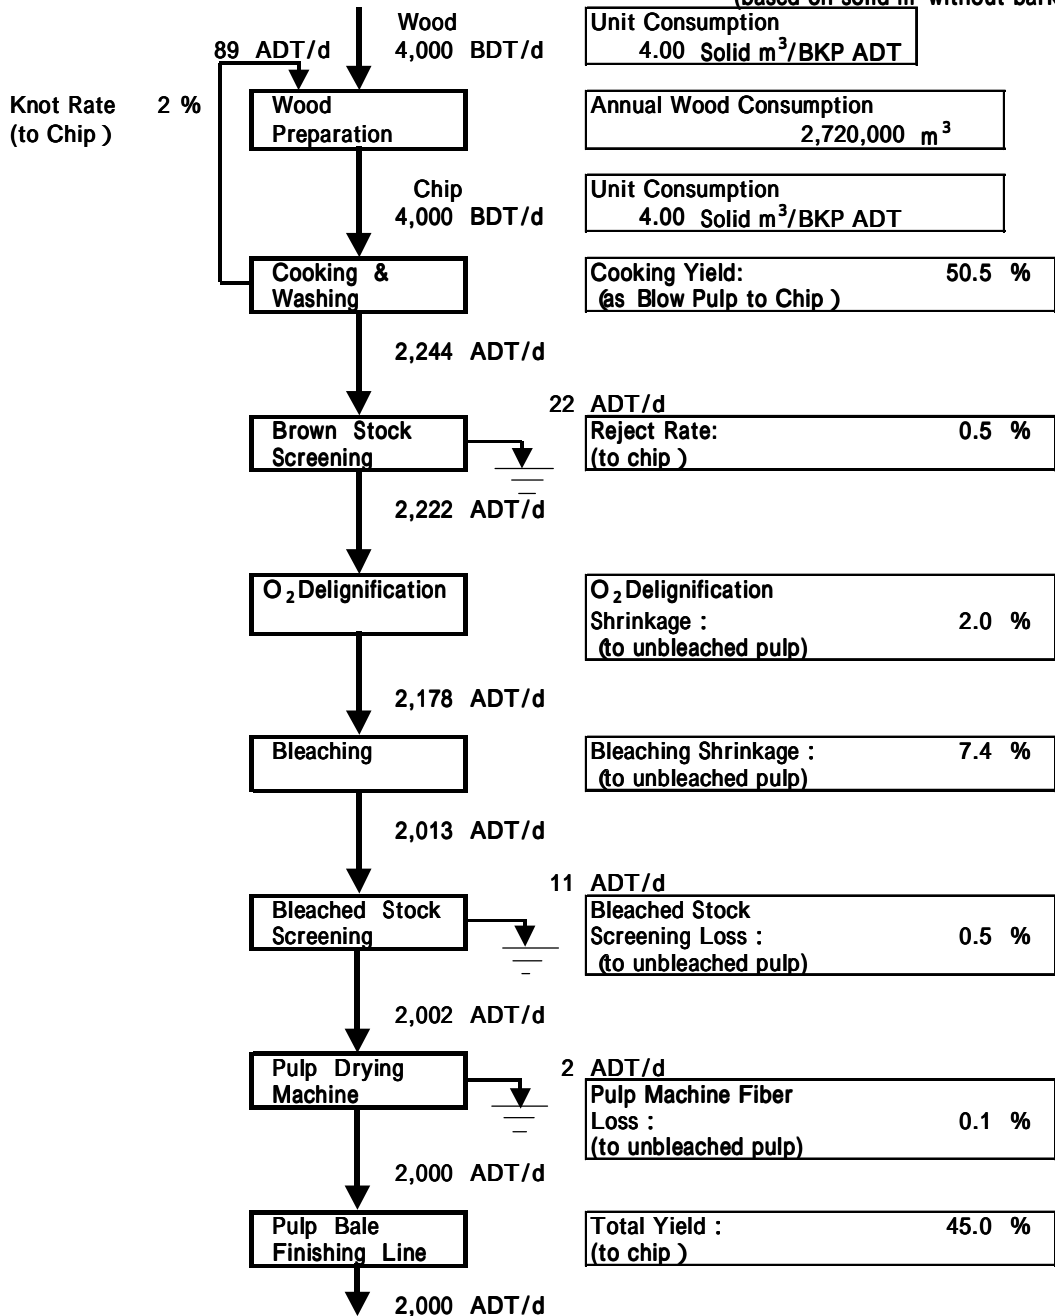 (based on solid m³ without bark
Wood
4,000 BDT/d
89 ADT/d
Unit Consumption
4.00 Solid m³/BKP ADT
Knot Rate 2 %
(to Chip )
Wood
Preparation
Annual Wood Consumption
2,720,000 m³
Chip
4,000 BDT/d
Unit Consumption
4.00 Solid m³/BKP ADT
Cooking &
Washing
Cooking Yield: 50.5 %
(as Blow Pulp to Chip )
2,244 ADT/d
22 ADT/d
Brown Stock
Screening
Reject Rate: 0.5 %
(to chip )
2,222 ADT/d
O₂ Delignification
O₂ Delignification
Shrinkage : 2.0 %
(to unbleached pulp)
2,178 ADT/d
Bleaching
Bleaching Shrinkage : 7.4 %
(to unbleached pulp)
2,013 ADT/d
11 ADT/d
Bleached Stock
Screening
Bleached Stock
Screening Loss : 0.5 %
(to unbleached pulp)
2,002 ADT/d
2 ADT/d
Pulp Drying
Machine
Pulp Machine Fiber
Loss : 0.1 %
(to unbleached pulp)
2,000 ADT/d
Pulp Bale
Finishing Line
Total Yield : 45.0 %
(to chip )
2,000 ADT/d